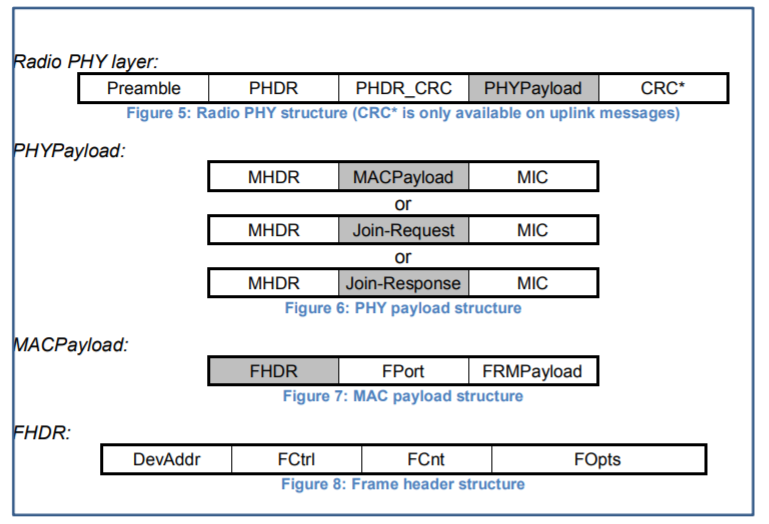 Radio PHY layer:
Preamble PHDR PHDR_CRC PHYPayload CRC*
Figure 5: Radio PHY structure (CRC* is only available on uplink messages)
PHYPayload:
MHDR MACPayload MIC
or
MHDR Join-Request MIC
or
MHDR Join-Response MIC
Figure 6: PHY payload structure
MACPayload:
FHDR FPort FRMPayload
Figure 7: MAC payload structure
FHDR:
DevAddr FCtrl FCnt FOpts
Figure 8: Frame header structure